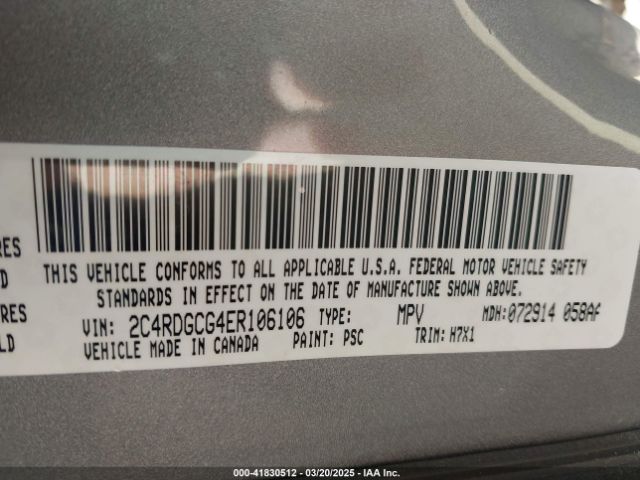 RES
D
RES
LD
THIS VEHICLE CONFORMS TO ALL APPLICABLE U.S.A. FEDERAL MOTOR VEHICLE SAFETY
STANDARDS IN EFFECT ON THE DATE OF MANUFACTURE SHOWN ABOVE.
VIN: 2C4RDGCG4ER106106 TYPE: MPV MDH:072914 058AA
VEHICLE MADE IN CANADA PAINT: PSC TRIM: H7X1
000-41830512 — 03/20/2025 — IAA Inc.